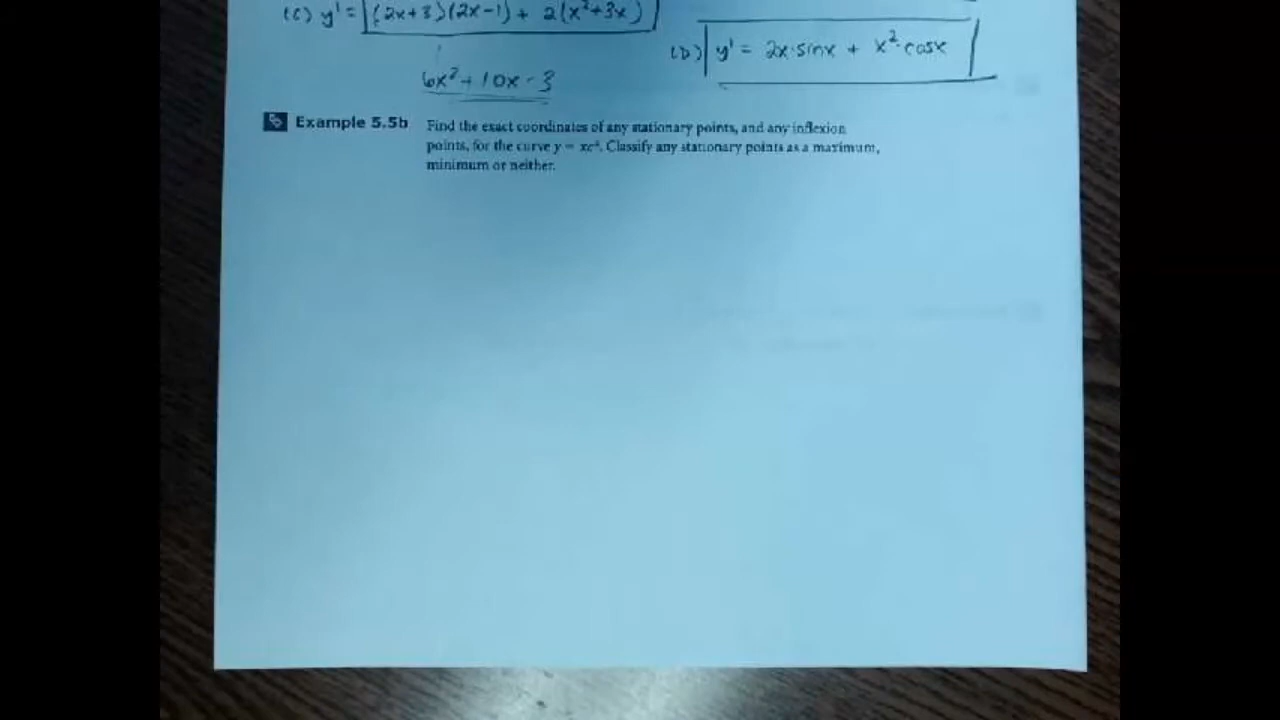 (C) y' = (2x+3)(2x-1) + 2(x²+3x)
6x² + 10x - 3
(D) y' = 2x·sinx + x²·cosx
Example 5.5b Find the exact coordinates of any stationary points, and any inflexion
points, for the curve y = xeˣ. Classify any stationary points as a maximum,
minimum or neither.